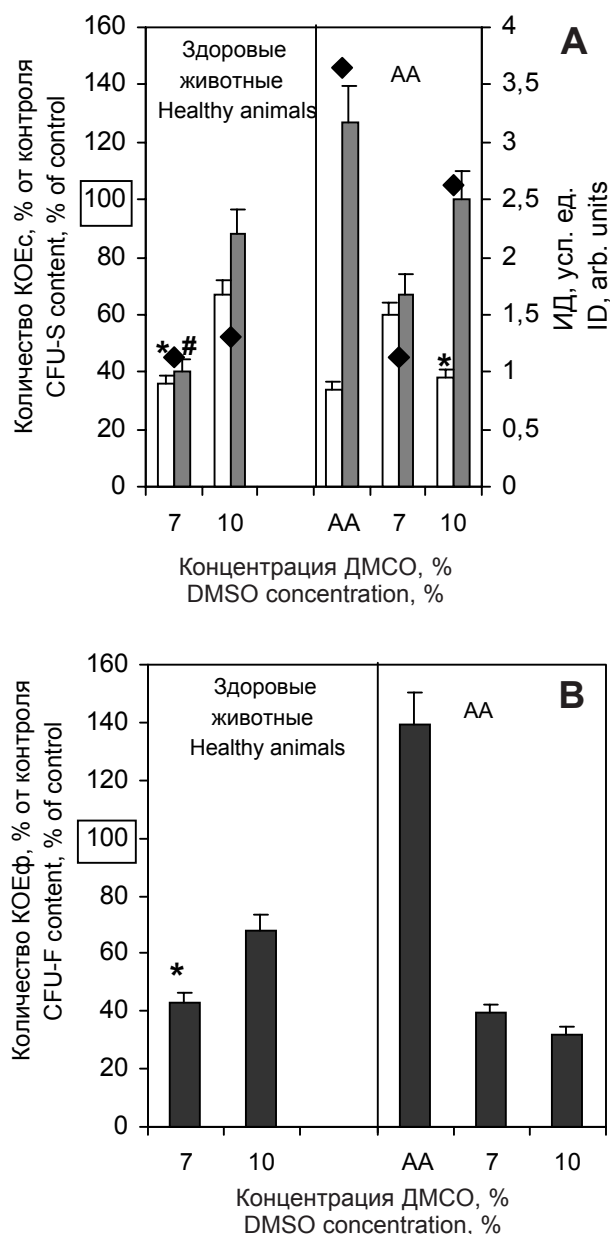 A
Здоровые
животные
Healthy animals
AA
160
140
120
100
80
60
40
20
0
4
3,5
3
2,5
2
1,5
1
0,5
0
Количество КОЕс, % от контроля
CFU-S content, % of control
ИД, усл. ед.
ID, arb. units
* #
*
7 10 AA 7 10
Концентрация ДМСО, %
DMSO concentration, %
B
Здоровые
животные
Healthy animals
AA
160
140
120
100
80
60
40
20
0
Количество КОЕф, % от контроля
CFU-F content, % of control
*
7 10 AA 7 10
Концентрация ДМСО, %
DMSO concentration, %